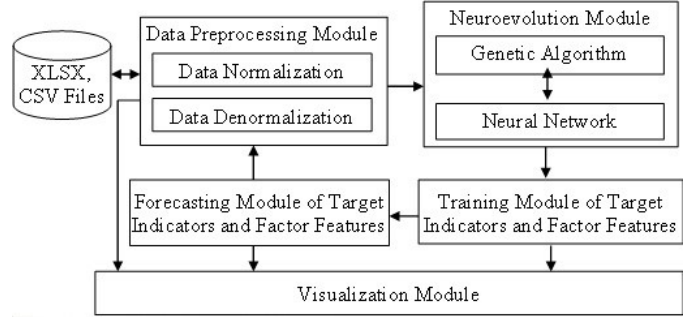 XLSX,
CSV Files
Data Preprocessing Module
Data Normalization
Data Denormalization
Neuroevolution Module
Genetic Algorithm
Neural Network
Forecasting Module of Target
Indicators and Factor Features
Training Module of Target
Indicators and Factor Features
Visualization Module